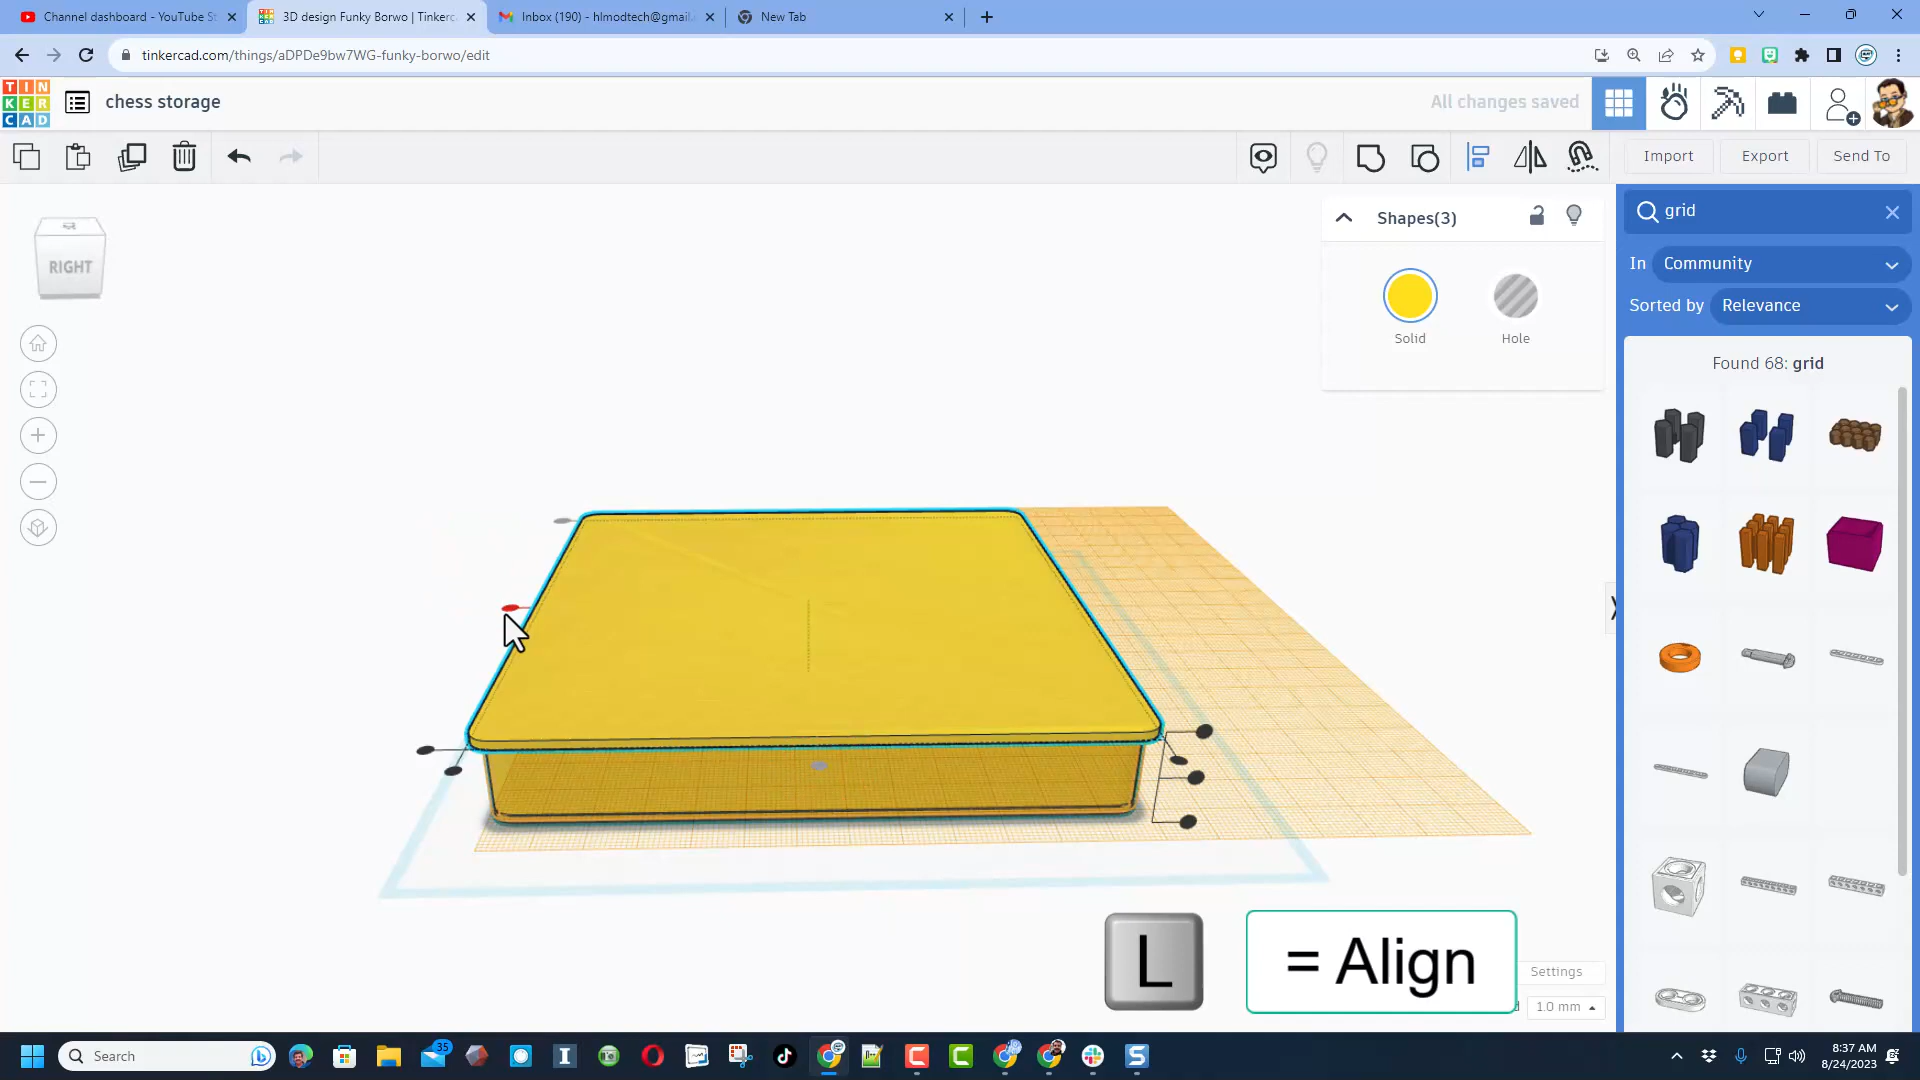 Channel dashboard - YouTube St
3D design Funky Borwo | Tinkerc
Inbox (190) - hlmodtech@gmail.
New Tab
tinkercad.com/things/aDPDe9bw7WG-funky-borwo/edit
TIN
KER
CAD
chess storage
All changes saved
Import
Export
Send To
RIGHT
Shapes(3)
Solid
Hole
grid
In
Community
Sorted by
Relevance
Found 68: grid
L
= Align
Settings
1.0 mm
Search
35
8:37 AM
8/24/2023